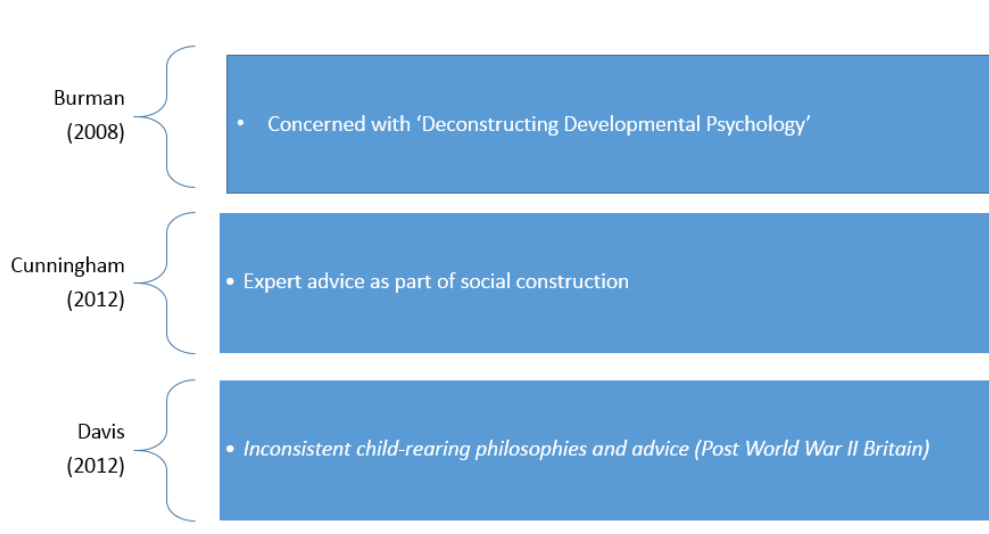 Burman
(2008)
• Concerned with ‘Deconstructing Developmental Psychology’
Cunningham
(2012)
• Expert advice as part of social construction
Davis
(2012)
• Inconsistent child-rearing philosophies and advice (Post World War II Britain)